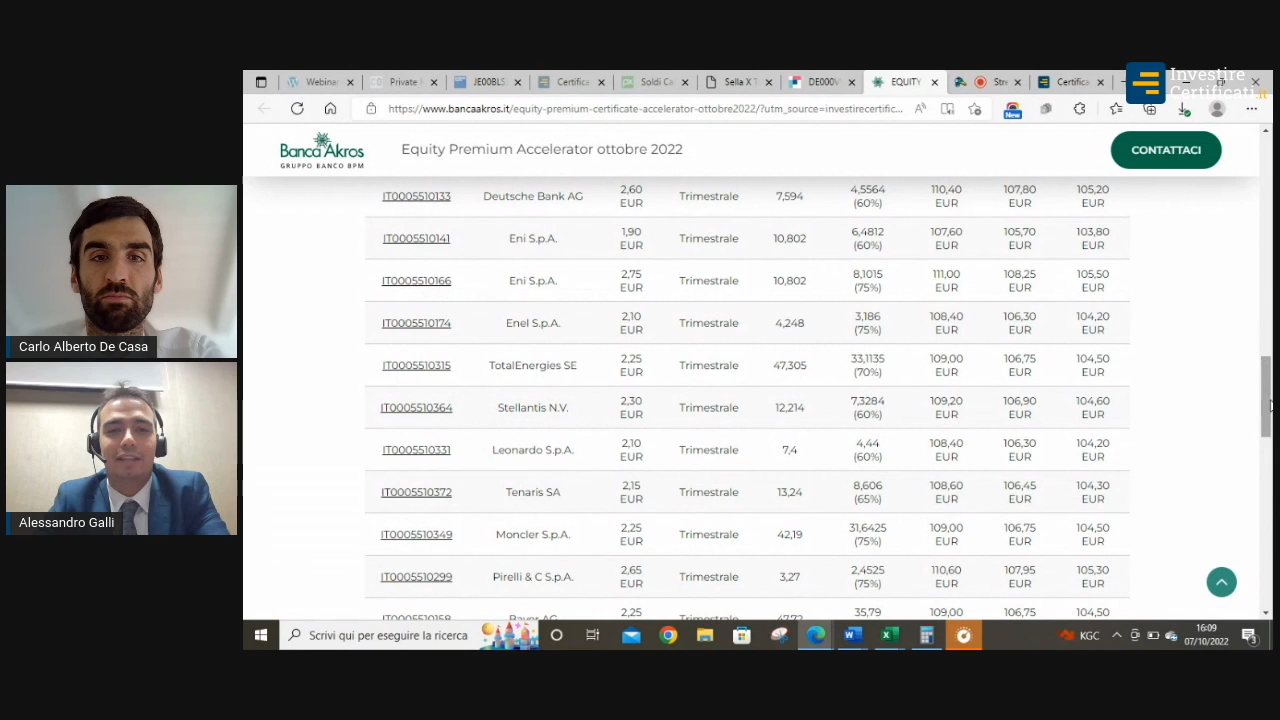 Webina
Private
JE00BLS
Certifica
Soldi Ca
Sella X T
DE000V
EQUITY
Stre
Certifica
Investire
Certificati.it
https://www.bancaakros.it/equity-premium-certificate-accelerator-ottobre2022/?utm_source=investirecertific...
New
Banca Akros
GRUPPO BANCO BPM
Equity Premium Accelerator ottobre 2022
CONTATTACI
IT0005510133 Deutsche Bank AG 2,60 EUR Trimestrale 7,594 4,5564 (60%) 110,40 EUR 107,80 EUR 105,20 EUR
IT0005510141 Eni S.p.A. 1,90 EUR Trimestrale 10,802 6,4812 (60%) 107,60 EUR 105,70 EUR 103,80 EUR
IT0005510166 Eni S.p.A. 2,75 EUR Trimestrale 10,802 8,1015 (75%) 111,00 EUR 108,25 EUR 105,50 EUR
IT0005510174 Enel S.p.A. 2,10 EUR Trimestrale 4,248 3,186 (75%) 108,40 EUR 106,30 EUR 104,20 EUR
IT0005510315 TotalEnergies SE 2,25 EUR Trimestrale 47,305 33,1135 (70%) 109,00 EUR 106,75 EUR 104,50 EUR
IT0005510364 Stellantis N.V. 2,30 EUR Trimestrale 12,214 7,3284 (60%) 109,20 EUR 106,90 EUR 104,60 EUR
IT0005510331 Leonardo S.p.A. 2,10 EUR Trimestrale 7,4 4,44 (60%) 108,40 EUR 106,30 EUR 104,20 EUR
IT0005510372 Tenaris SA 2,15 EUR Trimestrale 13,24 8,606 (65%) 108,60 EUR 106,45 EUR 104,30 EUR
IT0005510349 Moncler S.p.A. 2,25 EUR Trimestrale 42,19 31,6425 (75%) 109,00 EUR 106,75 EUR 104,50 EUR
IT0005510299 Pirelli & C S.p.A. 2,65 EUR Trimestrale 3,27 2,4525 (75%) 110,60 EUR 107,95 EUR 105,30 EUR
IT0005510158 Bayer AG 2,25 Trimestrale 47,72 35,79 109,00 106,75 104,50
Carlo Alberto De Casa
Alessandro Galli
Scrivi qui per eseguire la ricerca
KGC
16:09
07/10/2022
3